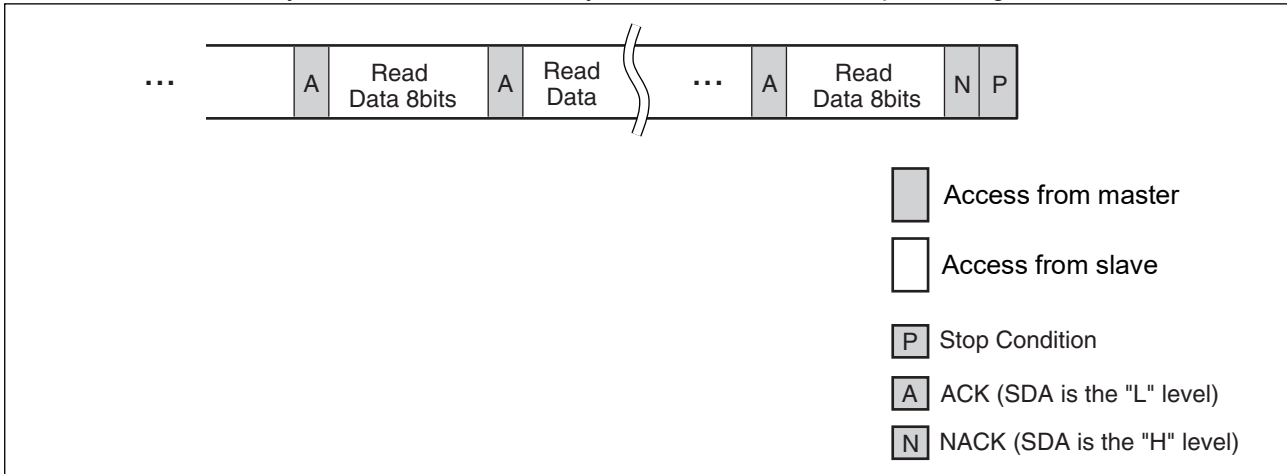 ... A Read Data 8bits A Read Data ... A Read Data 8bits N P
Access from master
Access from slave
P Stop Condition
A ACK (SDA is the "L" level)
N NACK (SDA is the "H" level)